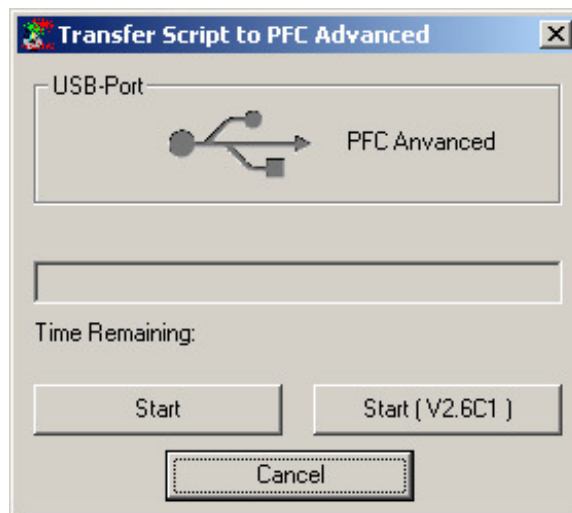 Transfer Script to PFC Advanced
USB-Port
PFC Anvanced
Time Remaining:
Start
Start ( V2.6C1 )
Cancel